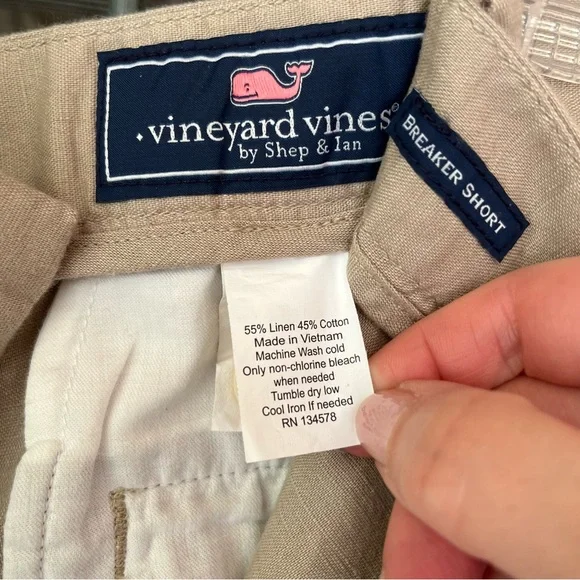 vineyard vines®
by Shep & Ian
BREAKER SHORT
55% Linen 45% Cotton
Made in Vietnam
Machine Wash cold
Only non-chlorine bleach
when needed
Tumble dry low
Cool Iron If needed
RN 134578